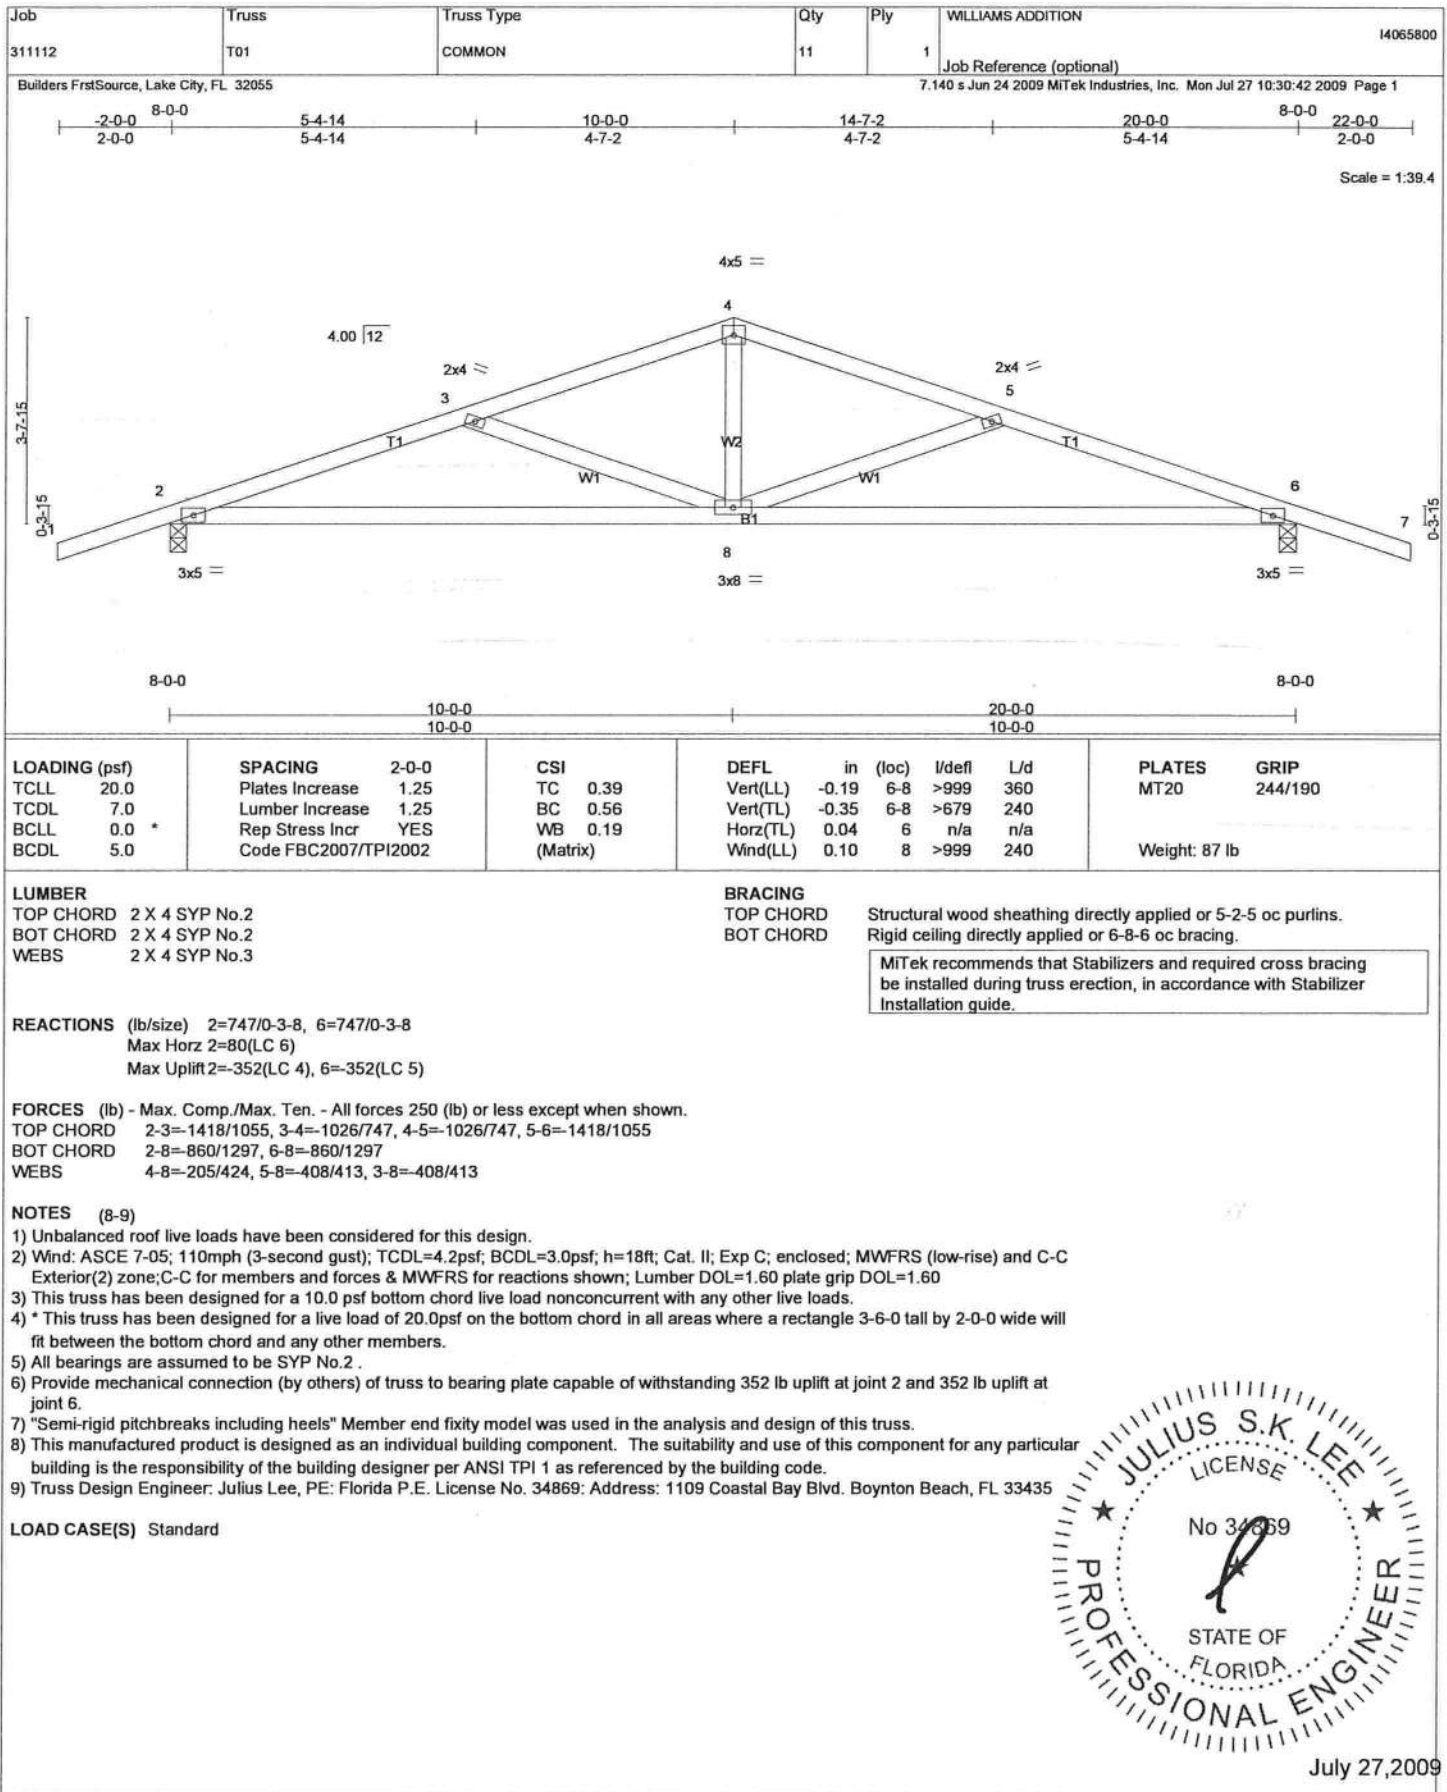 Job Truss Truss Type Qty Ply WILLIAMS ADDITION
I4065800
311112 T01 COMMON 11 1
Job Reference (optional)
Builders FrstSource, Lake City, FL 32055 7.140 s Jun 24 2009 MiTek Industries, Inc. Mon Jul 27 10:30:42 2009 Page 1
-2-0-0 8-0-0 5-4-14 10-0-0 14-7-2 20-0-0 8-0-0 22-0-0
2-0-0 5-4-14 4-7-2 4-7-2 5-4-14 2-0-0
Scale = 1:39.4
4x5 =
4
4.00 12
2x4 2x4
3 5
3-7-15
T1 W2 T1
W1 W1
2 6
0-3-15 0-3-15
1 B1 7
8
3x5 = 3x8 = 3x5 =
8-0-0 8-0-0
10-0-0 20-0-0
10-0-0 10-0-0
LOADING (psf) SPACING 2-0-0 CSI DEFL in (loc) l/defl L/d PLATES GRIP
TCLL 20.0 Plates Increase 1.25 TC 0.39 Vert(LL) -0.19 6-8 >999 360 MT20 244/190
TCDL 7.0 Lumber Increase 1.25 BC 0.56 Vert(TL) -0.35 6-8 >679 240
BCLL 0.0 * Rep Stress Incr YES WB 0.19 Horz(TL) 0.04 6 n/a n/a
BCDL 5.0 Code FBC2007/TPI2002 (Matrix) Wind(LL) 0.10 8 >999 240 Weight: 87 lb
LUMBER
TOP CHORD 2 X 4 SYP No.2
BOT CHORD 2 X 4 SYP No.2
WEBS 2 X 4 SYP No.3
BRACING
TOP CHORD Structural wood sheathing directly applied or 5-2-5 oc purlins.
BOT CHORD Rigid ceiling directly applied or 6-8-6 oc bracing.
MiTek recommends that Stabilizers and required cross bracing
be installed during truss erection, in accordance with Stabilizer
Installation guide.
REACTIONS (lb/size) 2=747/0-3-8, 6=747/0-3-8
Max Horz 2=80(LC 6)
Max Uplift 2=-352(LC 4), 6=-352(LC 5)
FORCES (lb) - Max. Comp./Max. Ten. - All forces 250 (lb) or less except when shown.
TOP CHORD 2-3=-1418/1055, 3-4=-1026/747, 4-5=-1026/747, 5-6=-1418/1055
BOT CHORD 2-8=-860/1297, 6-8=-860/1297
WEBS 4-8=-205/424, 5-8=-408/413, 3-8=-408/413
NOTES (8-9)
1) Unbalanced roof live loads have been considered for this design.
2) Wind: ASCE 7-05; 110mph (3-second gust); TCDL=4.2psf; BCDL=3.0psf; h=18ft; Cat. II; Exp C; enclosed; MWFRS (low-rise) and C-C
Exterior(2) zone;C-C for members and forces & MWFRS for reactions shown; Lumber DOL=1.60 plate grip DOL=1.60
3) This truss has been designed for a 10.0 psf bottom chord live load nonconcurrent with any other live loads.
4) * This truss has been designed for a live load of 20.0psf on the bottom chord in all areas where a rectangle 3-6-0 tall by 2-0-0 wide will
fit between the bottom chord and any other members.
5) All bearings are assumed to be SYP No.2 .
6) Provide mechanical connection (by others) of truss to bearing plate capable of withstanding 352 lb uplift at joint 2 and 352 lb uplift at
joint 6.
7) "Semi-rigid pitchbreaks including heels" Member end fixity model was used in the analysis and design of this truss.
8) This manufactured product is designed as an individual building component. The suitability and use of this component for any particular
building is the responsibility of the building designer per ANSI TPI 1 as referenced by the building code.
9) Truss Design Engineer: Julius Lee, PE: Florida P.E. License No. 34869: Address: 1109 Coastal Bay Blvd. Boynton Beach, FL 33435
LOAD CASE(S) Standard
JULIUS S.K. LEE
LICENSE
No 34869
STATE OF
FLORIDA
PROFESSIONAL ENGINEER
July 27,2009